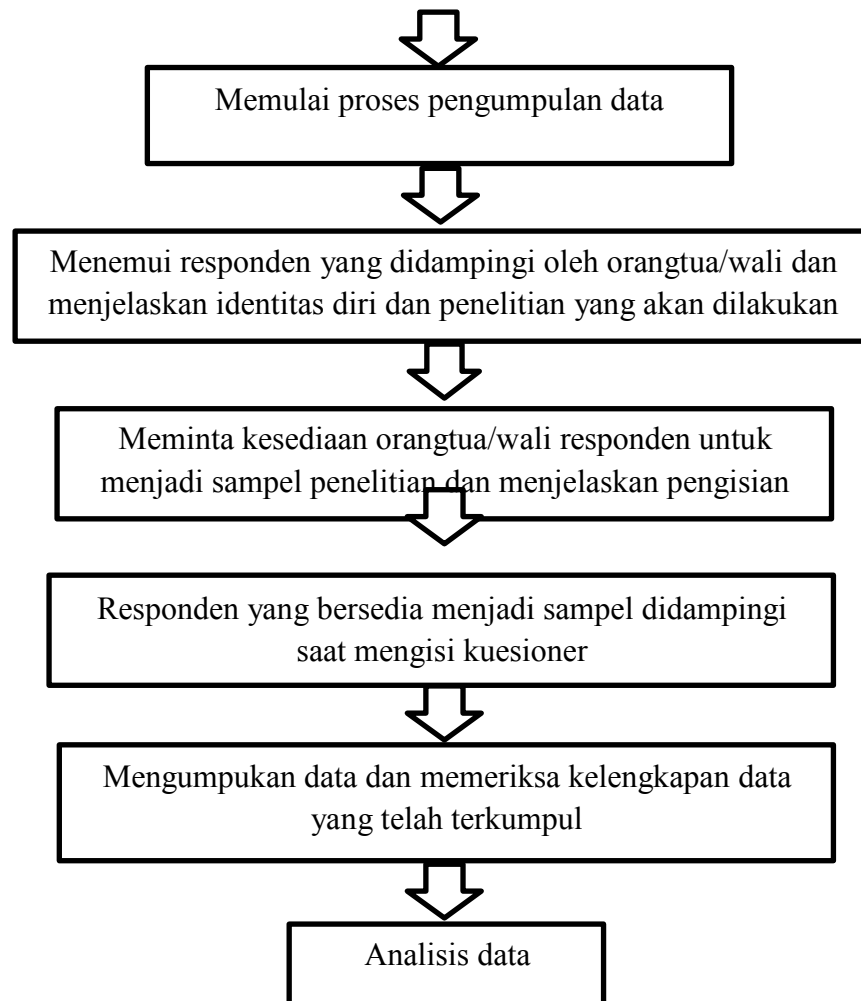 Memulai proses pengumpulan data
Menemui responden yang didampingi oleh orangtua/wali dan
menjelaskan identitas diri dan penelitian yang akan dilakukan
Meminta kesediaan orangtua/wali responden untuk
menjadi sampel penelitian dan menjelaskan pengisian
Responden yang bersedia menjadi sampel didampingi
saat mengisi kuesioner
Mengumpukan data dan memeriksa kelengkapan data
yang telah terkumpul
Analisis data